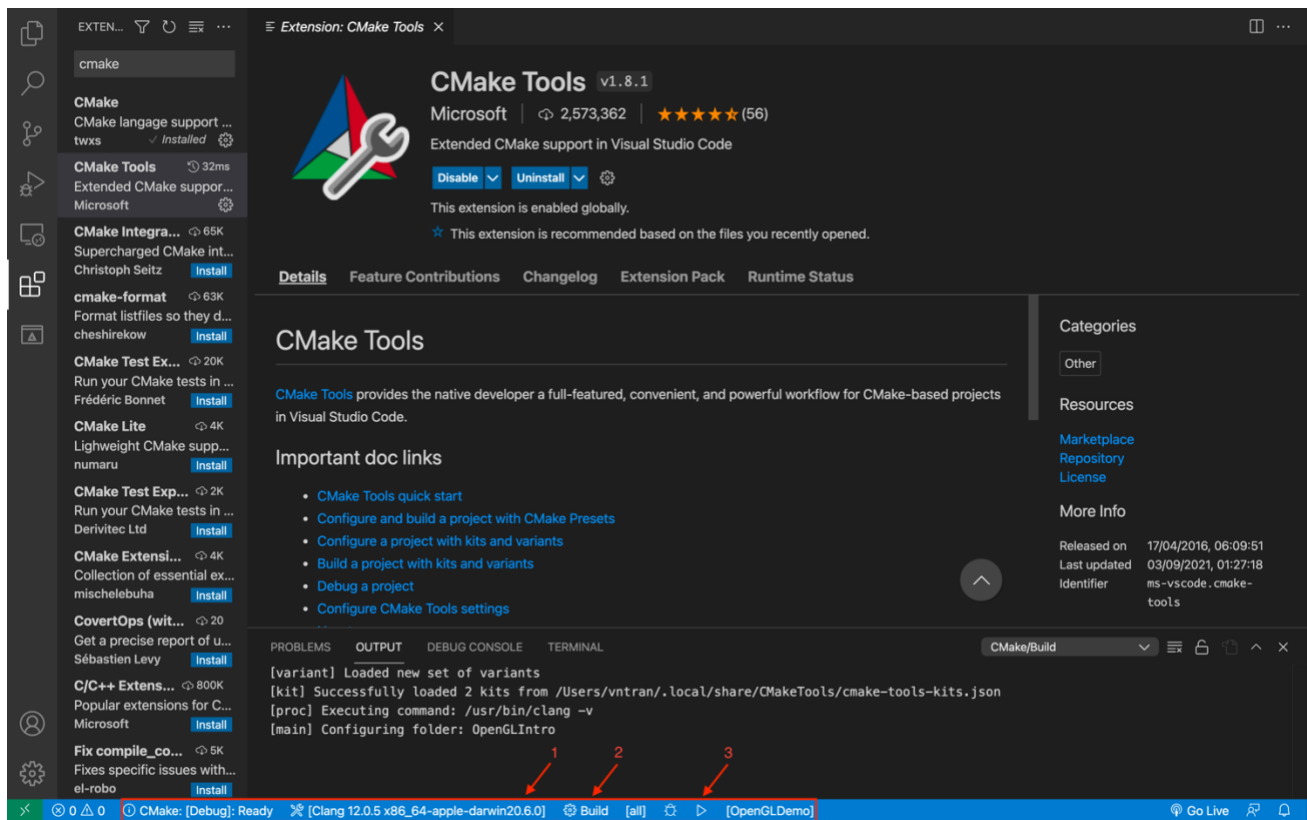 EXTEN...
cmake
CMake
CMake langage support ...
twxs ✓ Installed
CMake Tools 32ms
Extended CMake suppor...
Microsoft
CMake Integra... 65K
Supercharged CMake int...
Christoph Seitz Install
cmake-format 63K
Format listfiles so they d...
cheshirekow Install
CMake Test Ex... 20K
Run your CMake tests in ...
Frédéric Bonnet Install
CMake Lite 4K
Lighweight CMake supp...
numaru Install
CMake Test Exp... 2K
Run your CMake tests in ...
Derivitec Ltd Install
CMake Extensi... 4K
Collection of essential ex...
mischelebuha Install
CovertOps (wit... 20
Get a precise report of u...
Sébastien Levy Install
C/C++ Extens... 800K
Popular extensions for C...
Microsoft Install
Fix compile_co... 5K
Fixes specific issues with...
el-robo Install
Extension: CMake Tools
CMake Tools v1.8.1
Microsoft 2,573,362 (56)
Extended CMake support in Visual Studio Code
Disable Uninstall
This extension is enabled globally.
This extension is recommended based on the files you recently opened.
Details Feature Contributions Changelog Extension Pack Runtime Status
CMake Tools
CMake Tools provides the native developer a full-featured, convenient, and powerful workflow for CMake-based projects
in Visual Studio Code.
Important doc links
• CMake Tools quick start
• Configure and build a project with CMake Presets
• Configure a project with kits and variants
• Build a project with kits and variants
• Debug a project
• Configure CMake Tools settings
Categories
Other
Resources
Marketplace
Repository
License
More Info
Released on 17/04/2016, 06:09:51
Last updated 03/09/2021, 01:27:18
Identifier ms-vscode.cmake-
tools
PROBLEMS OUTPUT DEBUG CONSOLE TERMINAL CMake/Build
[variant] Loaded new set of variants
[kit] Successfully loaded 2 kits from /Users/vntran/.local/share/CMakeTools/cmake-tools-kits.json
[proc] Executing command: /usr/bin/clang -v
[main] Configuring folder: OpenGLIntro
1 2 3
0 0 CMake: [Debug]: Ready [Clang 12.0.5 x86_64-apple-darwin20.6.0] Build [all] [OpenGLDemo] Go Live